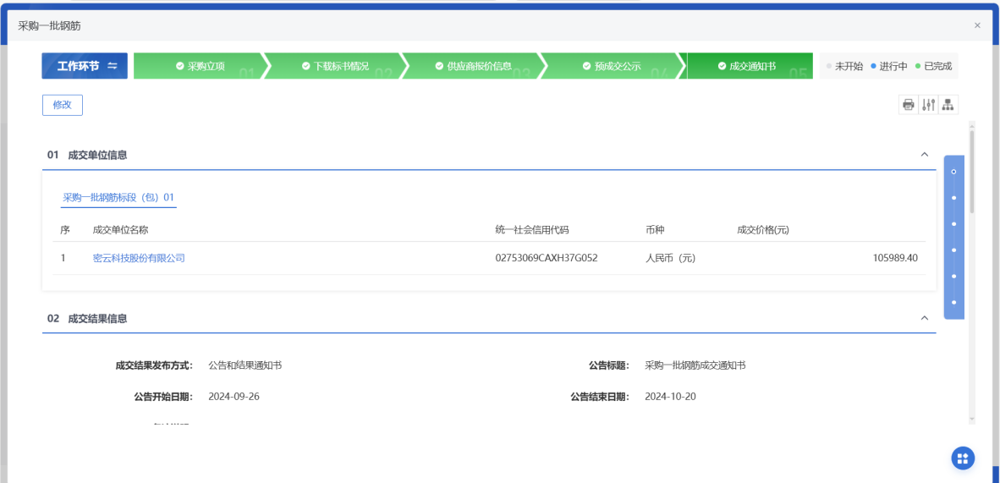 采购一批钢筋
工作环节
采购立项 01
下载标书情况 02
供应商报价信息 03
预成交公示 04
成交通知书 05
未开始 进行中 已完成
修改
01 成交单位信息
采购一批钢筋标段（包）01
序 成交单位名称 统一社会信用代码 币种 成交价格(元)
1 密云科技股份有限公司 02753069CAXH37G052 人民币（元） 105989.40
02 成交结果信息
成交结果发布方式： 公告和结果通知书 公告标题： 采购一批钢筋成交通知书
公告开始日期： 2024-09-26 公告结束日期： 2024-10-20